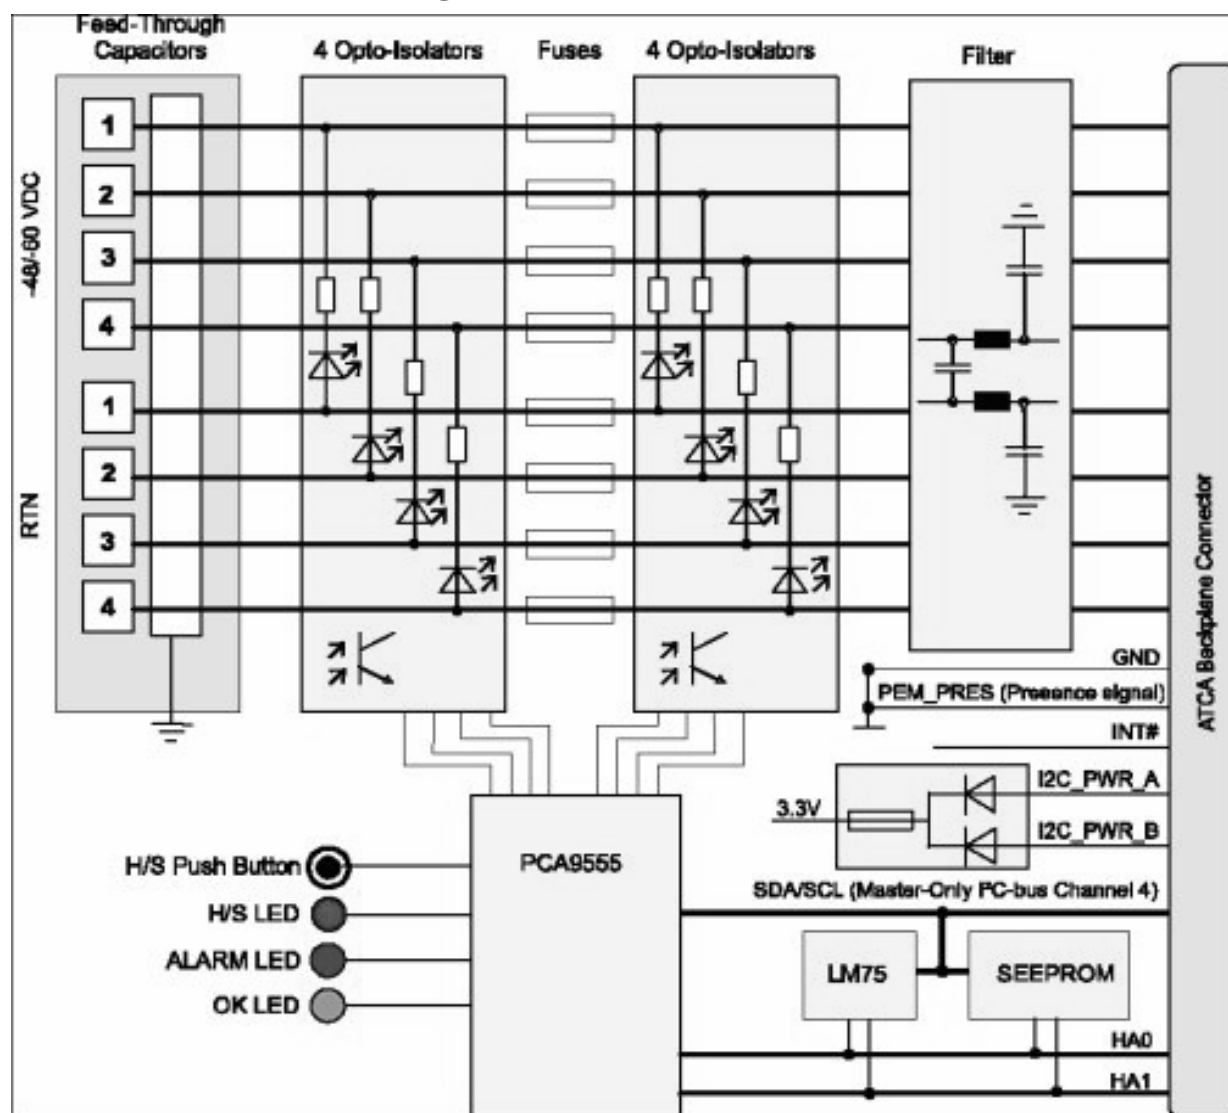 Feed-Through
Capacitors
4 Opto-Isolators
Fuses
4 Opto-Isolators
Filter
-48/-60 VDC
1
2
3
4
RTN
1
2
3
4
ATCA Backplane Connector
GND
PEM_PRES (Presence signal)
INT#
I2C_PWR_A
3.3V
I2C_PWR_B
PCA9555
H/S Push Button
H/S LED
ALARM LED
OK LED
SDA/SCL (Master-Only I²C-bus Channel 4)
LM75
SEEPROM
HA0
HA1